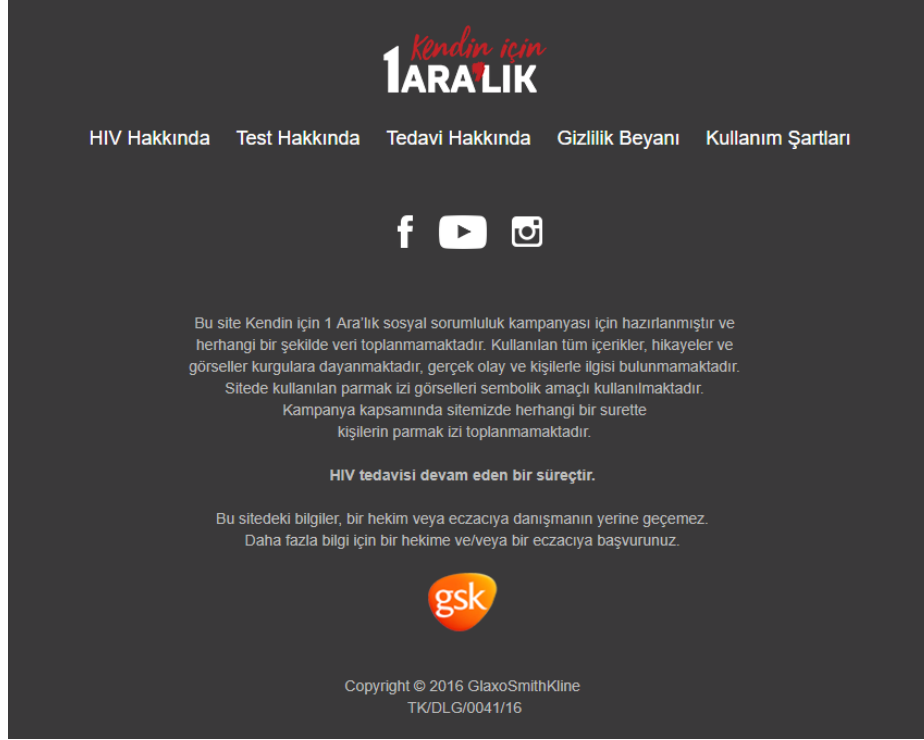 Kendin için
1ARA'LIK
HIV Hakkında Test Hakkında Tedavi Hakkında Gizlilik Beyanı Kullanım Şartları
Bu site Kendin için 1 Ara'lık sosyal sorumluluk kampanyası için hazırlanmıştır ve
herhangi bir şekilde veri toplanmamaktadır. Kullanılan tüm içerikler, hikayeler ve
görseller kurgulara dayanmaktadır, gerçek olay ve kişilerle ilgisi bulunmamaktadır.
Sitede kullanılan parmak izi görselleri sembolik amaçlı kullanılmaktadır.
Kampanya kapsamında sitemizde herhangi bir surette
kişilerin parmak izi toplanmamaktadır.
HIV tedavisi devam eden bir süreçtir.
Bu sitedeki bilgiler, bir hekim veya eczacıya danışmanın yerine geçemez.
Daha fazla bilgi için bir hekime ve/veya bir eczacıya başvurunuz.
gsk
Copyright © 2016 GlaxoSmithKline
TK/DLG/0041/16